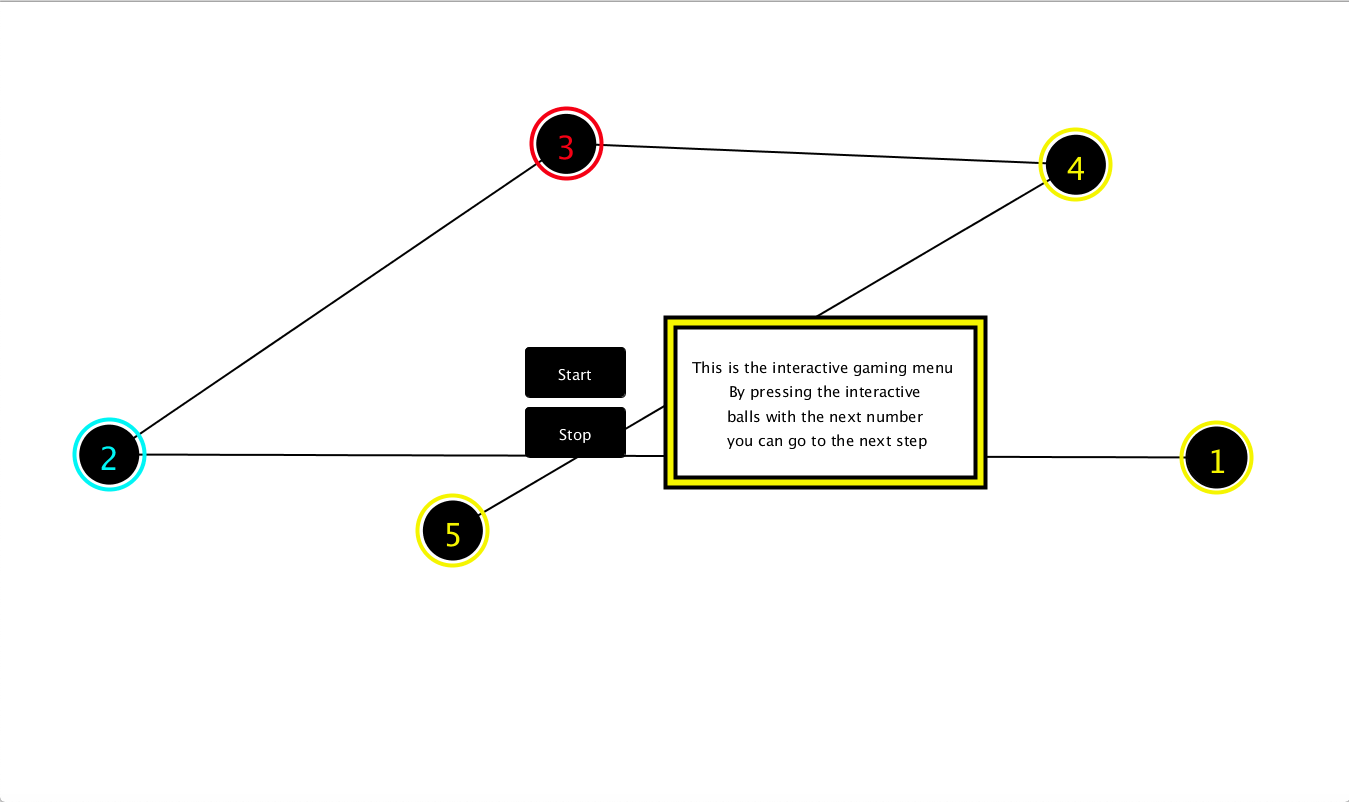 3
4
Start
This is the interactive gaming menu
By pressing the interactive
balls with the next number
Stop
you can go to the next step
2
1
5